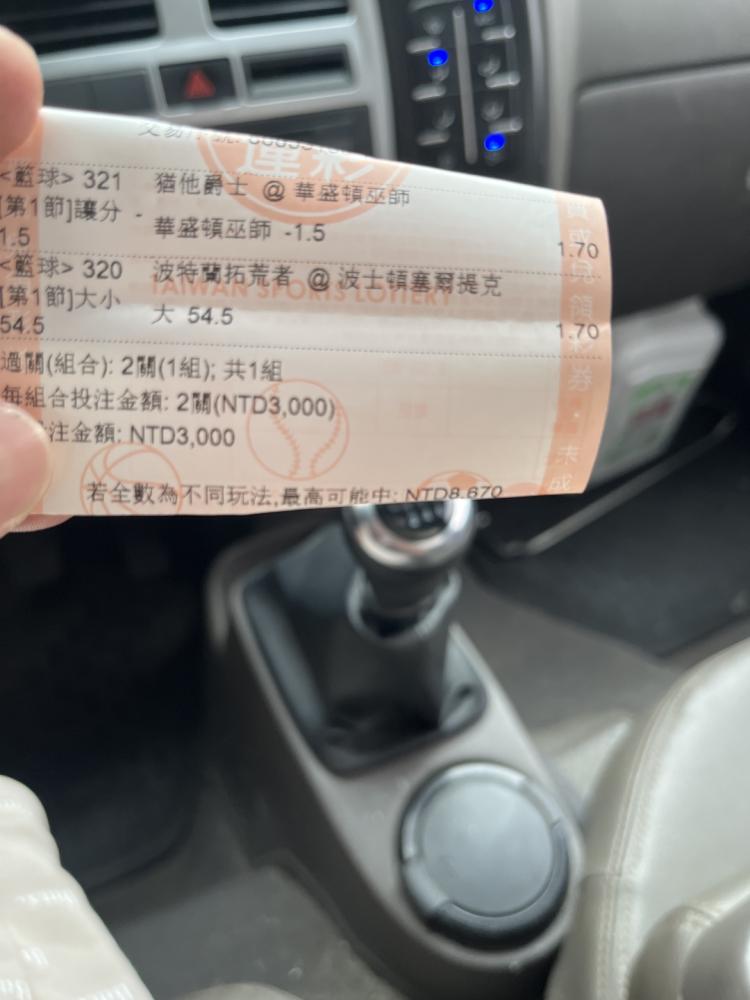 運彩
<籃球> 321 猶他爵士 @ 華盛頓巫師
[第1節]讓分 - 華盛頓巫師 -1.5
1.5 1.70
<籃球> 320 波特蘭拓荒者 @ 波士頓塞爾提克
TAIWAN SPORTS LOTTERY
[第1節]大小 大 54.5
54.5 1.70
過關(組合): 2關(1組); 共1組
每組合投注金額: 2關(NTD3,000)
注金額: NTD3,000
若全數為不同玩法,最高可能中: NTD8,670